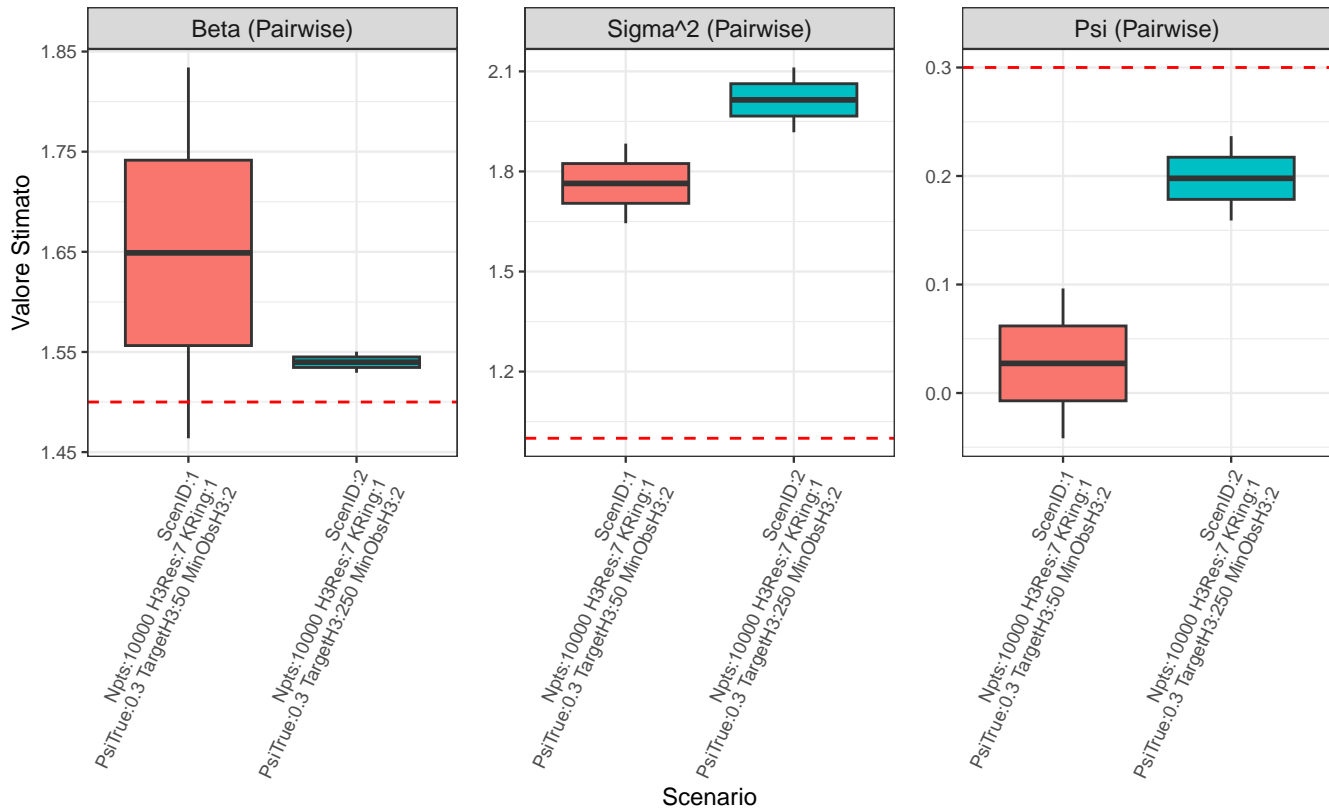 Beta (Pairwise)
Sigma^2 (Pairwise)
Psi (Pairwise)
Valore Stimato
1.85
1.75
1.65
1.55
1.45
2.1
1.8
1.5
1.2
0.3
0.2
0.1
0.0
ScenID:1
Npts:10000 H3Res:7 KRing:1
PsiTrue:0.3 TargetH3:50 MinObsH3:2
ScenID:2
Npts:10000 H3Res:7 KRing:1
PsiTrue:0.3 TargetH3:250 MinObsH3:2
ScenID:1
Npts:10000 H3Res:7 KRing:1
PsiTrue:0.3 TargetH3:50 MinObsH3:2
ScenID:2
Npts:10000 H3Res:7 KRing:1
PsiTrue:0.3 TargetH3:250 MinObsH3:2
ScenID:1
Npts:10000 H3Res:7 KRing:1
PsiTrue:0.3 TargetH3:50 MinObsH3:2
ScenID:2
Npts:10000 H3Res:7 KRing:1
PsiTrue:0.3 TargetH3:250 MinObsH3:2
Scenario